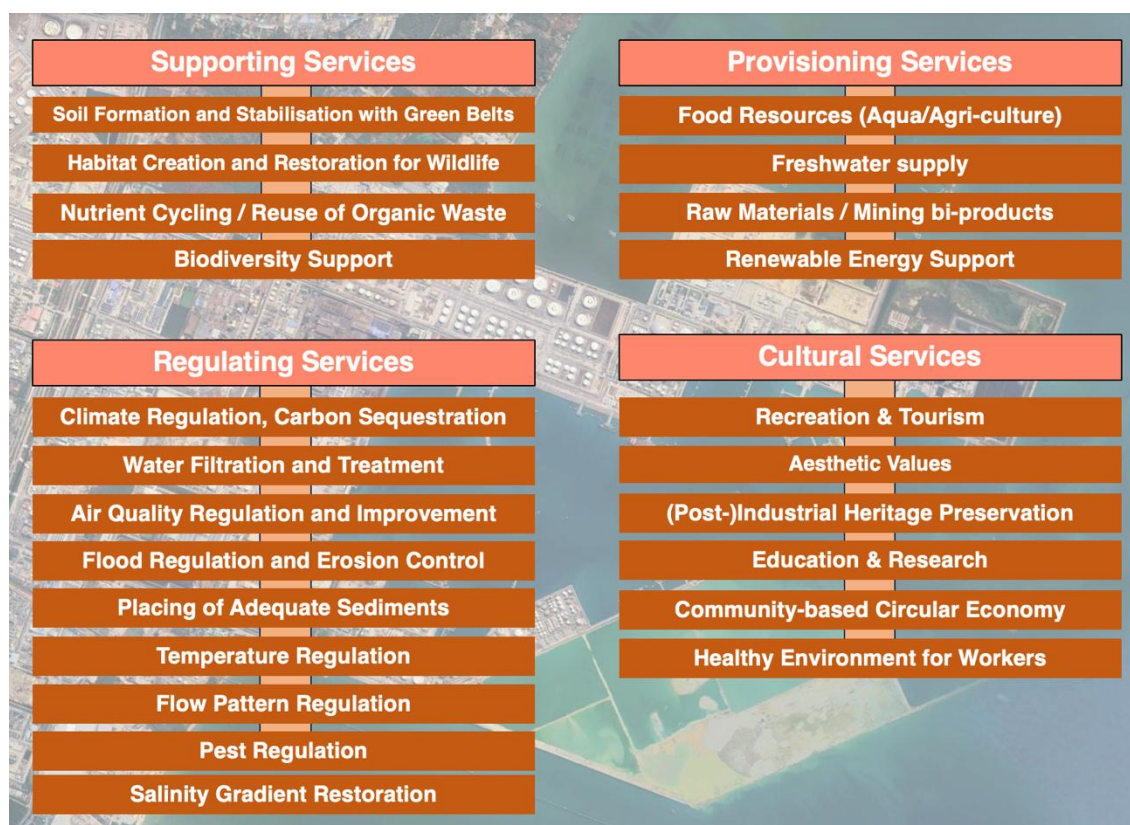 Supporting Services
Soil Formation and Stabilisation with Green Belts
Habitat Creation and Restoration for Wildlife
Nutrient Cycling / Reuse of Organic Waste
Biodiversity Support
Provisioning Services
Food Resources (Aqua/Agri-culture)
Freshwater supply
Raw Materials / Mining bi-products
Renewable Energy Support
Regulating Services
Climate Regulation, Carbon Sequestration
Water Filtration and Treatment
Air Quality Regulation and Improvement
Flood Regulation and Erosion Control
Placing of Adequate Sediments
Temperature Regulation
Flow Pattern Regulation
Pest Regulation
Salinity Gradient Restoration
Cultural Services
Recreation & Tourism
Aesthetic Values
(Post-)Industrial Heritage Preservation
Education & Research
Community-based Circular Economy
Healthy Environment for Workers